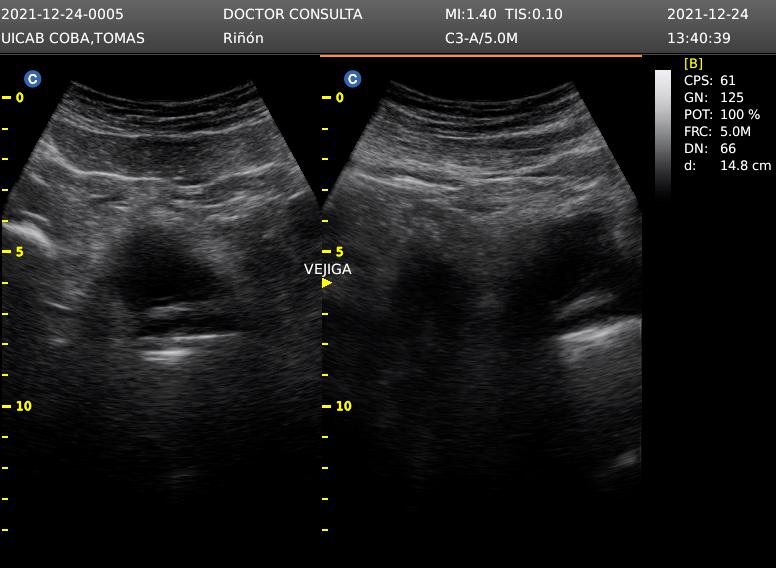 2021-12-24-0005 DOCTOR CONSULTA MI:1.40 TIS:0.10 2021-12-24
UICAB COBA,TOMAS Riñón C3-A/5.0M 13:40:39
[B]
C C
CPS: 61
0 0
GN: 125
POT: 100 %
FRC: 5.0M
DN: 66
d: 14.8 cm
5 5
VEJIGA
10 10